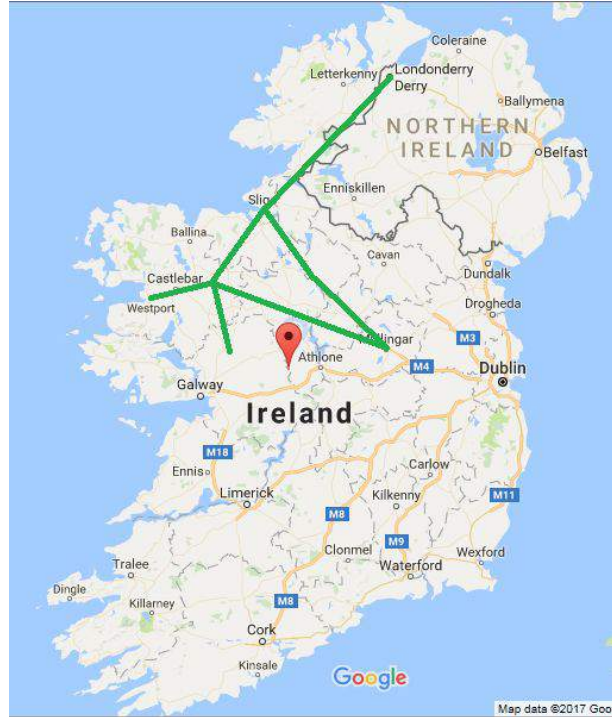 Coleraine
Letterkenny
Londonderry
Derry
Ballymena
NORTHERN
IRELAND
Belfast
Enniskillen
Ballina
Cavan
Castlebar
Dundalk
Westport
Drogheda
M3
Athlone
M4
Dublin
Galway
Ireland
M18
Ennis
Carlow
Limerick
Kilkenny
M11
M8
Clonmel
M9
Wexford
Tralee
Waterford
Dingle
Killarney
M8
Cork
Kinsale
Google
Map data ©2017 Goo